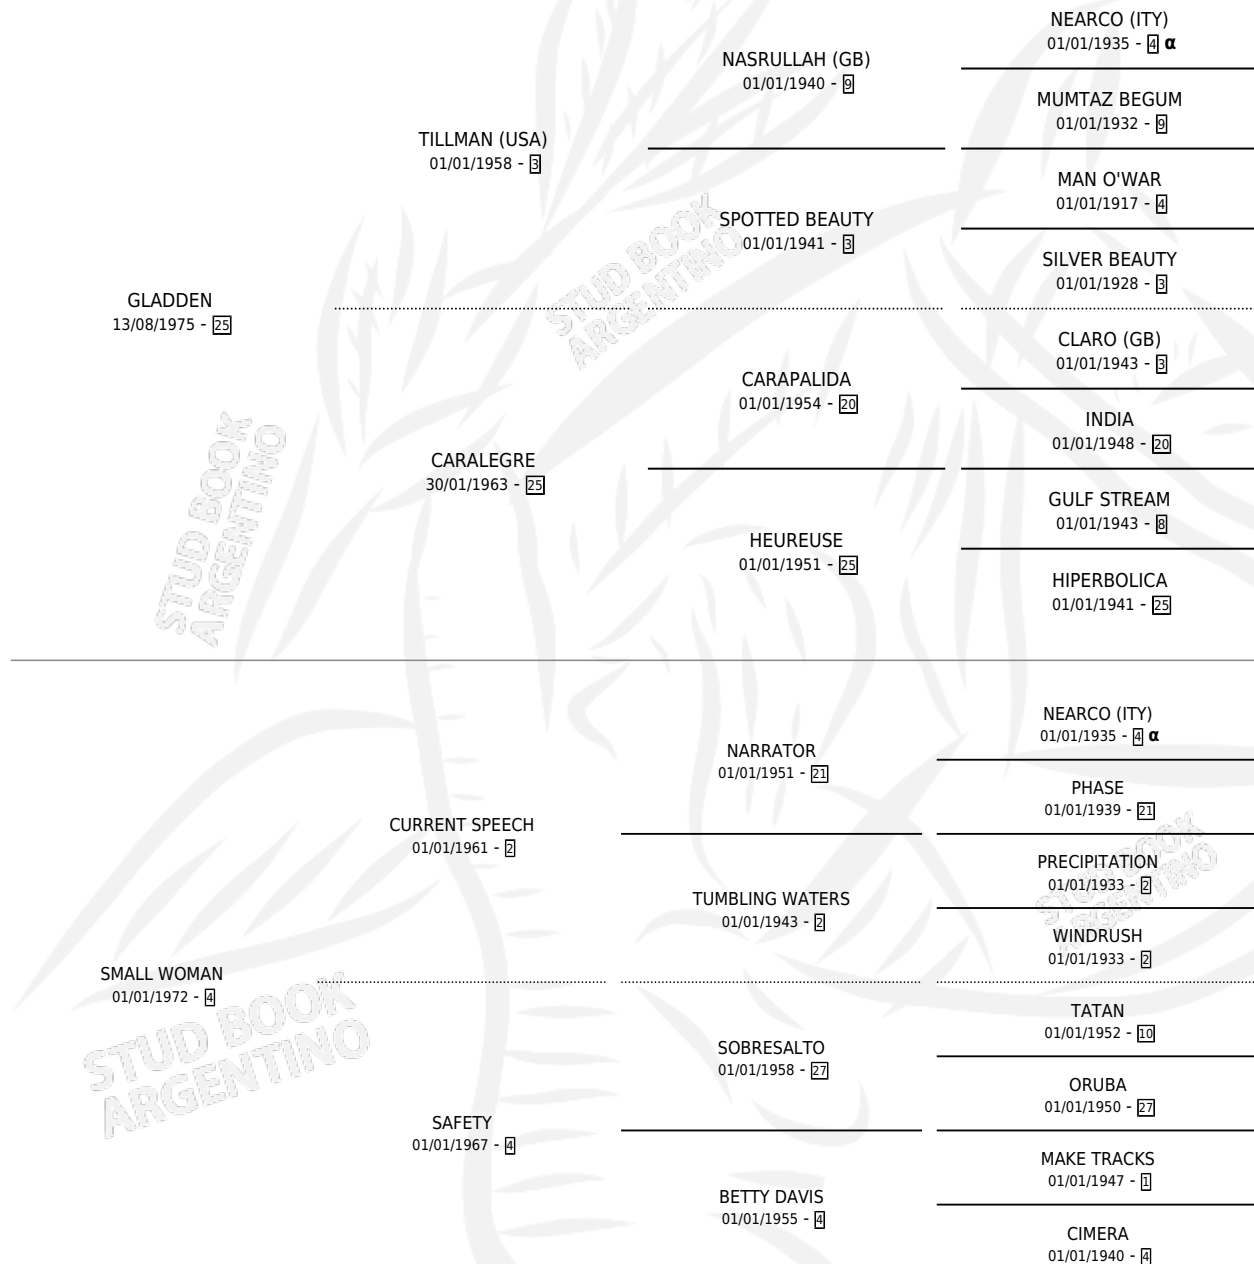 NEARCO (ITY)
01/01/1935 - 4 α
NASRULLAH (GB)
01/01/1940 - 9
MUMTAZ BEGUM
01/01/1932 - 9
TILLMAN (USA)
01/01/1958 - 3
MAN O'WAR
01/01/1917 - 4
SPOTTED BEAUTY
01/01/1941 - 3
SILVER BEAUTY
01/01/1928 - 3
STUD BOOK
ARGENTINO
GLADDEN
13/08/1975 - 25
CLARO (GB)
01/01/1943 - 3
CARAPALIDA
01/01/1954 - 20
INDIA
01/01/1948 - 20
CARALEGRE
30/01/1963 - 25
GULF STREAM
01/01/1943 - 8
HEUREUSE
01/01/1951 - 25
HIPERBOLICA
01/01/1941 - 25
STUD BOOK
ARGENTINO
NEARCO (ITY)
01/01/1935 - 4 α
NARRATOR
01/01/1951 - 21
PHASE
01/01/1939 - 21
CURRENT SPEECH
01/01/1961 - 2
PRECIPITATION
01/01/1933 - 2
TUMBLING WATERS
01/01/1943 - 2
WINDRUSH
01/01/1933 - 2
STUD BOOK
ARGENTINO
SMALL WOMAN
01/01/1972 - 4
TATAN
01/01/1952 - 10
SOBRESALTO
01/01/1958 - 27
ORUBA
01/01/1950 - 27
SAFETY
01/01/1967 - 4
MAKE TRACKS
01/01/1947 - 1
BETTY DAVIS
01/01/1955 - 4
CIMERA
01/01/1940 - 4
STUD BOOK
ARGENTINO